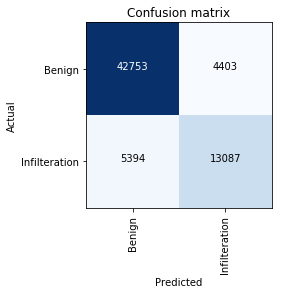 Confusion matrix
Actual
Benign
42753 4403
Infilteration
5394 13087
Benign
Infilteration
Predicted